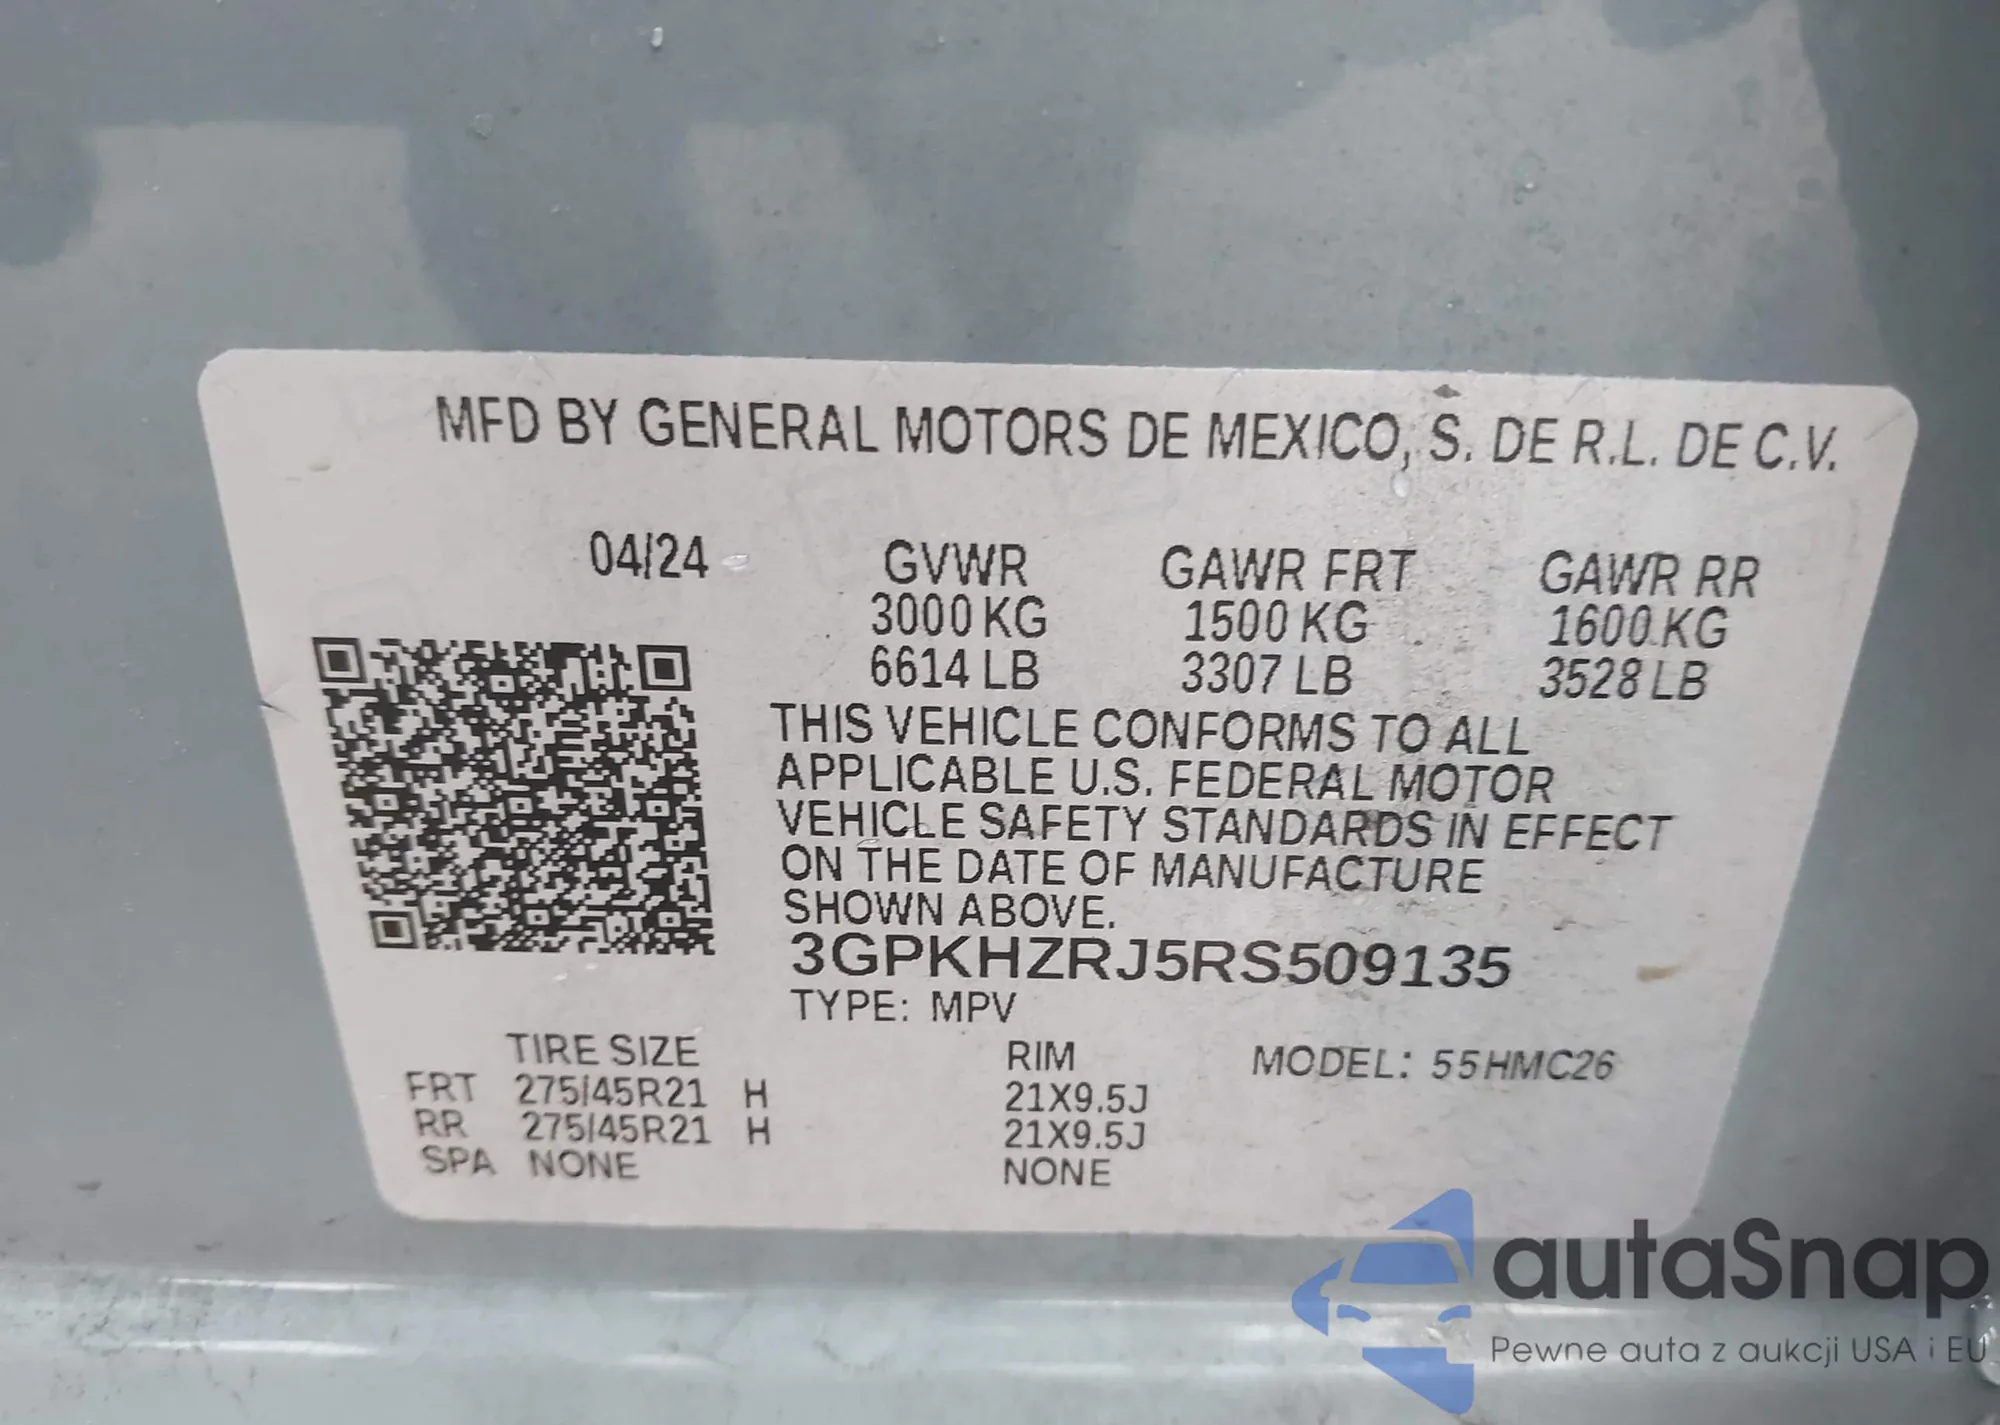 MFD BY GENERAL MOTORS DE MEXICO, S. DE R.L. DE C.V.
04/24
GVWR GAWR FRT GAWR RR
3000 KG 1500 KG 1600 KG
6614 LB 3307 LB 3528 LB
THIS VEHICLE CONFORMS TO ALL
APPLICABLE U.S. FEDERAL MOTOR
VEHICLE SAFETY STANDARDS IN EFFECT
ON THE DATE OF MANUFACTURE
SHOWN ABOVE.
3GPKHZRJ5RS509135
TYPE: MPV
TIRE SIZE RIM MODEL: 55HMC26
FRT 275/45R21 H 21X9.5J
RR 275/45R21 H 21X9.5J
SPA NONE NONE
autaSnap
Pewne auta z aukcji USA i EU